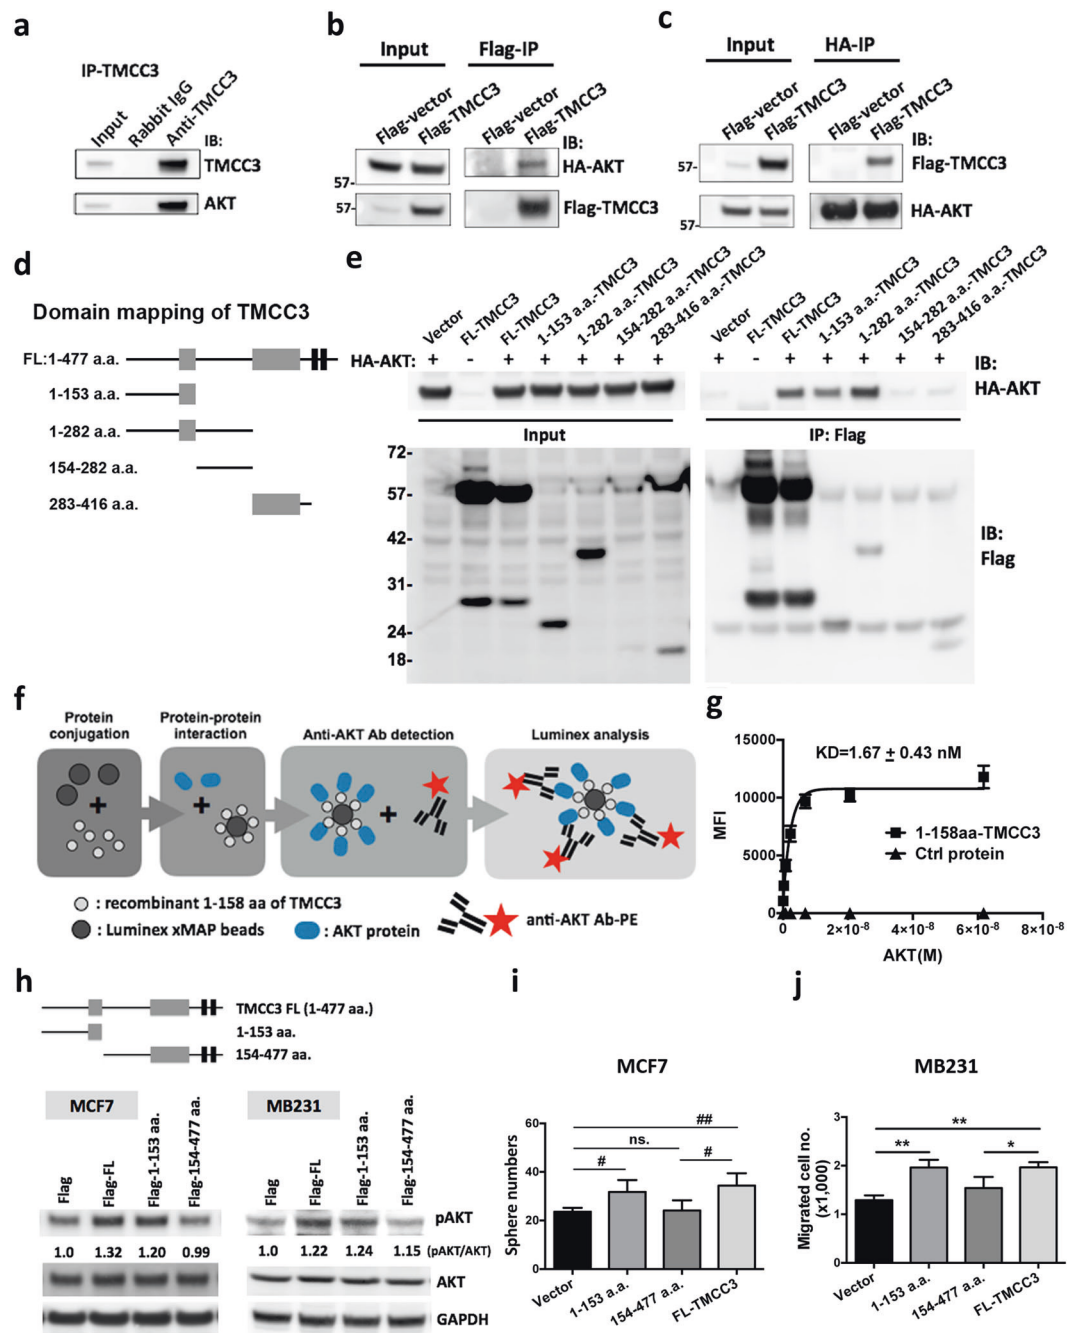 a
IP-TMCC3
Input
Rabbit IgG
Anti-TMCC3
IB:
TMCC3
AKT
b
Input
Flag-IP
Flag-vector
Flag-TMCC3
Flag-vector
Flag-TMCC3
IB:
HA-AKT
57-
57-
Flag-TMCC3
c
Input
HA-IP
Flag-vector
Flag-TMCC3
Flag-vector
Flag-TMCC3
IB:
57-
Flag-TMCC3
57-
HA-AKT
d
Domain mapping of TMCC3
FL:1-477 a.a.
1-153 a.a.
1-282 a.a.
154-282 a.a.
283-416 a.a.
e
Vector
FL-TMCC3
FL-TMCC3
1-153 a.a.-TMCC3
1-282 a.a.-TMCC3
154-282 a.a.-TMCC3
283-416 a.a.-TMCC3
Vector
FL-TMCC3
FL-TMCC3
1-153 a.a.-TMCC3
1-282 a.a.-TMCC3
154-282 a.a.-TMCC3
283-416 a.a.-TMCC3
HA-AKT: + - + + + + + + - + + + + +
IB:
HA-AKT
Input
IP: Flag
72-
57-
42-
31-
24-
18-
IB:
Flag
f
Protein conjugation
Protein-protein interaction
Anti-AKT Ab detection
Luminex analysis
+
+
+
: recombinant 1-158 aa of TMCC3
: Luminex xMAP beads
: AKT protein
anti-AKT Ab-PE
g
KD=1.67 ± 0.43 nM
MFI
15000
10000
5000
0
1-158aa-TMCC3
Ctrl protein
0 2×10-8 4×10-8 6×10-8 8×10-8
AKT(M)
h
TMCC3 FL (1-477 aa.)
1-153 aa.
154-477 aa.
MCF7
Flag
Flag-FL
Flag-1-153 aa.
Flag-154-477 aa.
MB231
Flag
Flag-FL
Flag-1-153 aa.
Flag-154-477 aa.
pAKT
1.0 1.32 1.20 0.99 1.0 1.22 1.24 1.15 (pAKT/AKT)
AKT
GAPDH
i
MCF7
Sphere numbers
60
40
20
0
##
ns.
#
#
Vector
1-153 a.a.
154-477 a.a.
FL-TMCC3
j
MB231
Migrated cell no.
(x1,000)
3
2
1
0
**
**
*
Vector
1-153 a.a.
154-477 a.a.
FL-TMCC3